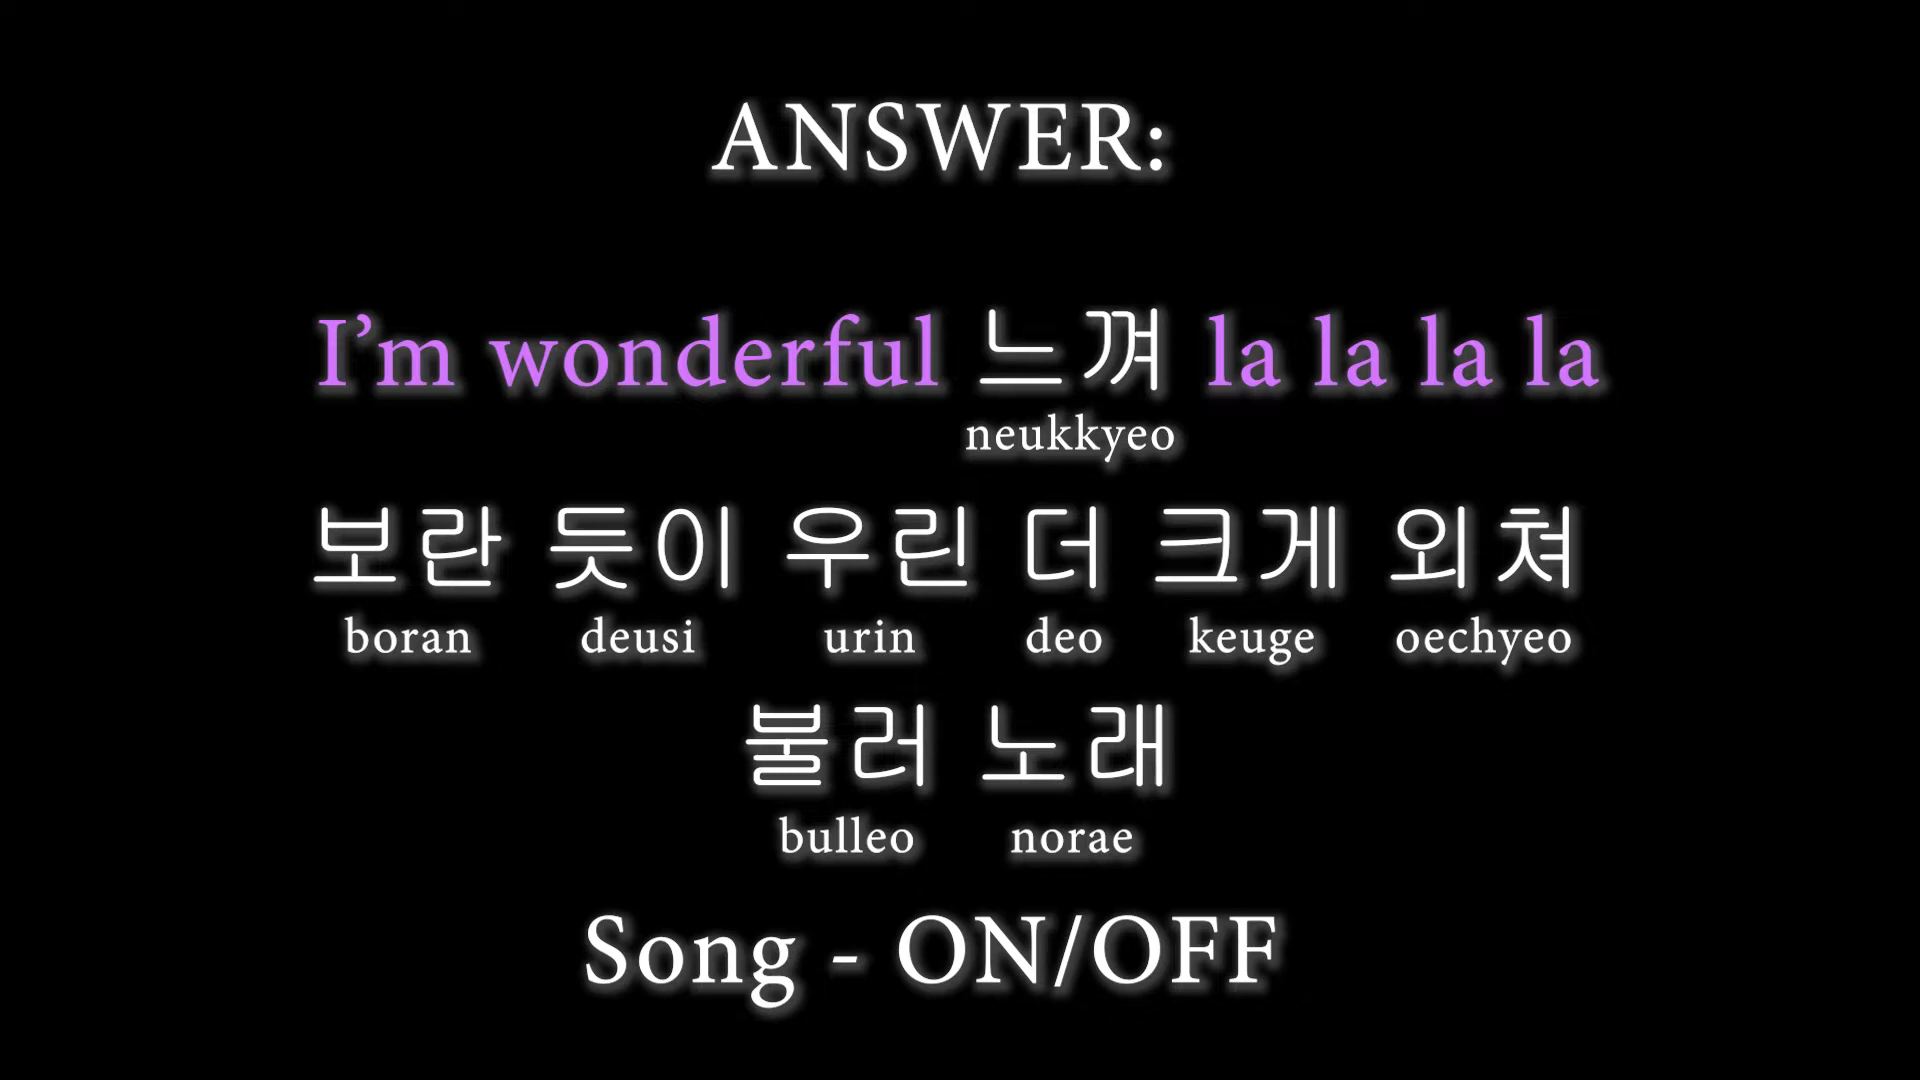 ANSWER:
I’m wonderful 느껴 la la la la
neukkyeo
보란 듯이 우린 더 크게 외쳐
boran deusi urin deo keuge oechyeo
불러 노래
bulleo norae
Song - ON/OFF